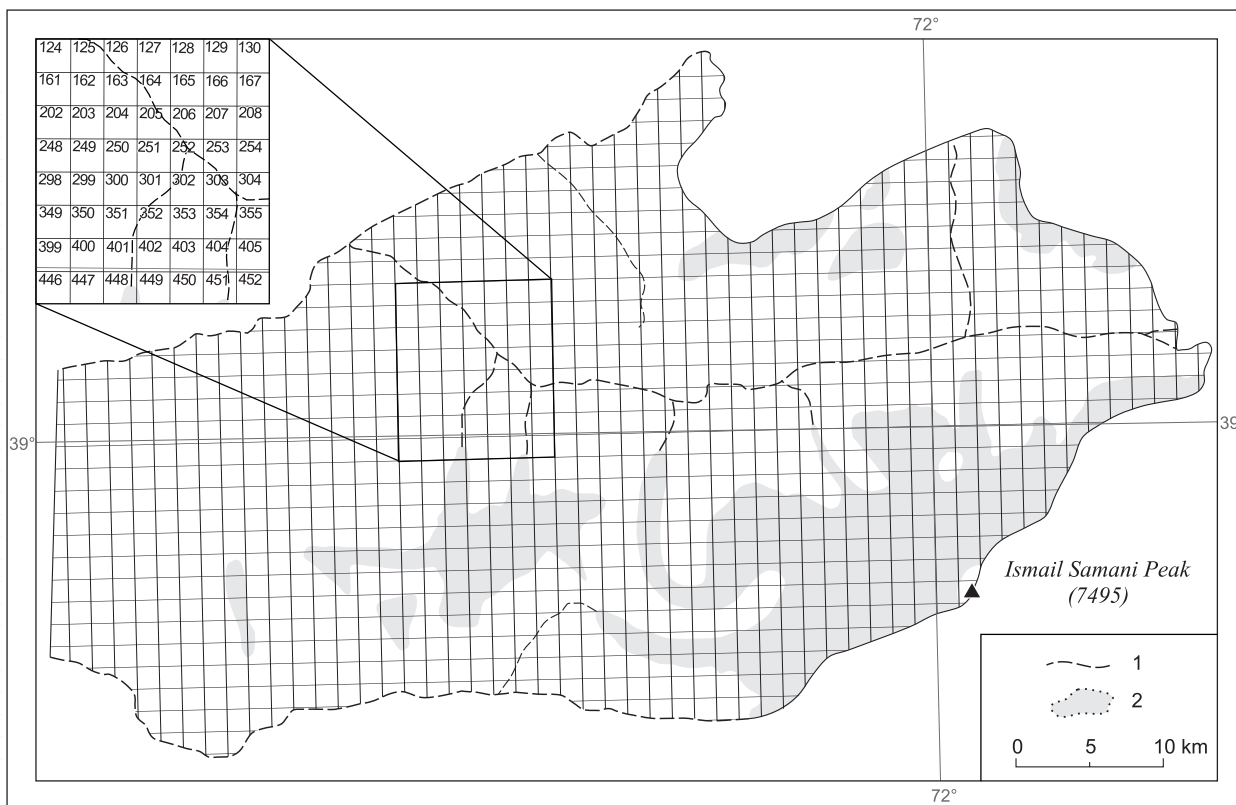 72°
124 125 126 127 128 129 130
161 162 163 164 165 166 167
202 203 204 205 206 207 208
248 249 250 251 252 253 254
298 299 300 301 302 303 304
349 350 351 352 353 354 355
399 400 401 402 403 404 405
446 447 448 449 450 451 452
39°
39
Ismail Samani Peak
(7495)
1
2
0 5 10 km
72°